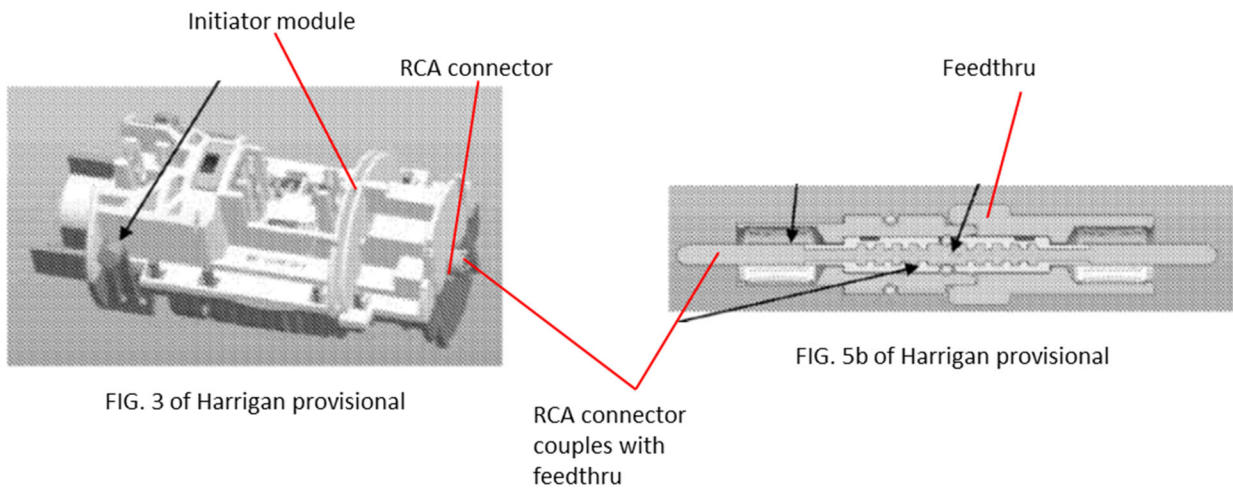 Initiator module
RCA connector
Feedthru
FIG. 3 of Harrigan provisional
FIG. 5b of Harrigan provisional
RCA connector
couples with
feedthru